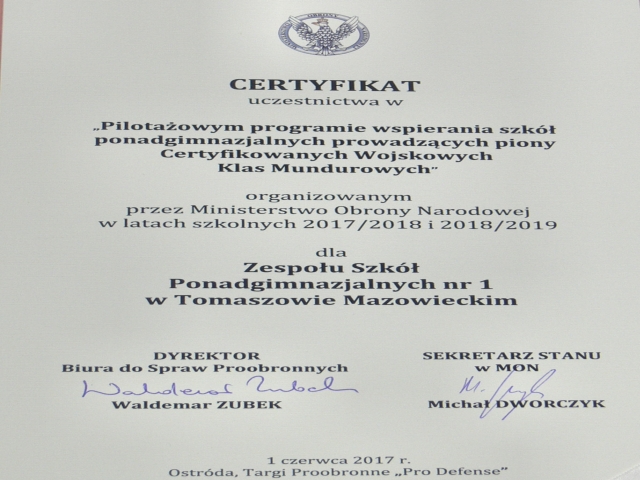 CERTYFIKAT
uczestnictwa w
„Pilotażowym programie wspierania szkół
ponadgimnazjalnych prowadzących piony
Certyfikowanych Wojskowych
Klas Mundurowych"
organizowanym
przez Ministerstwo Obrony Narodowej
w latach szkolnych 2017/2018 i 2018/2019
dla
Zespołu Szkół
Ponadgimnazjalnych nr 1
w Tomaszowie Mazowieckim
DYREKTOR
Biura do Spraw Proobronnych
Waldemar Zubek
Waldemar ZUBEK
SEKRETARZ STANU
w MON
Michał DWORCZYK
1 czerwca 2017 r.
Ostróda, Targi Proobronne „Pro Defense"